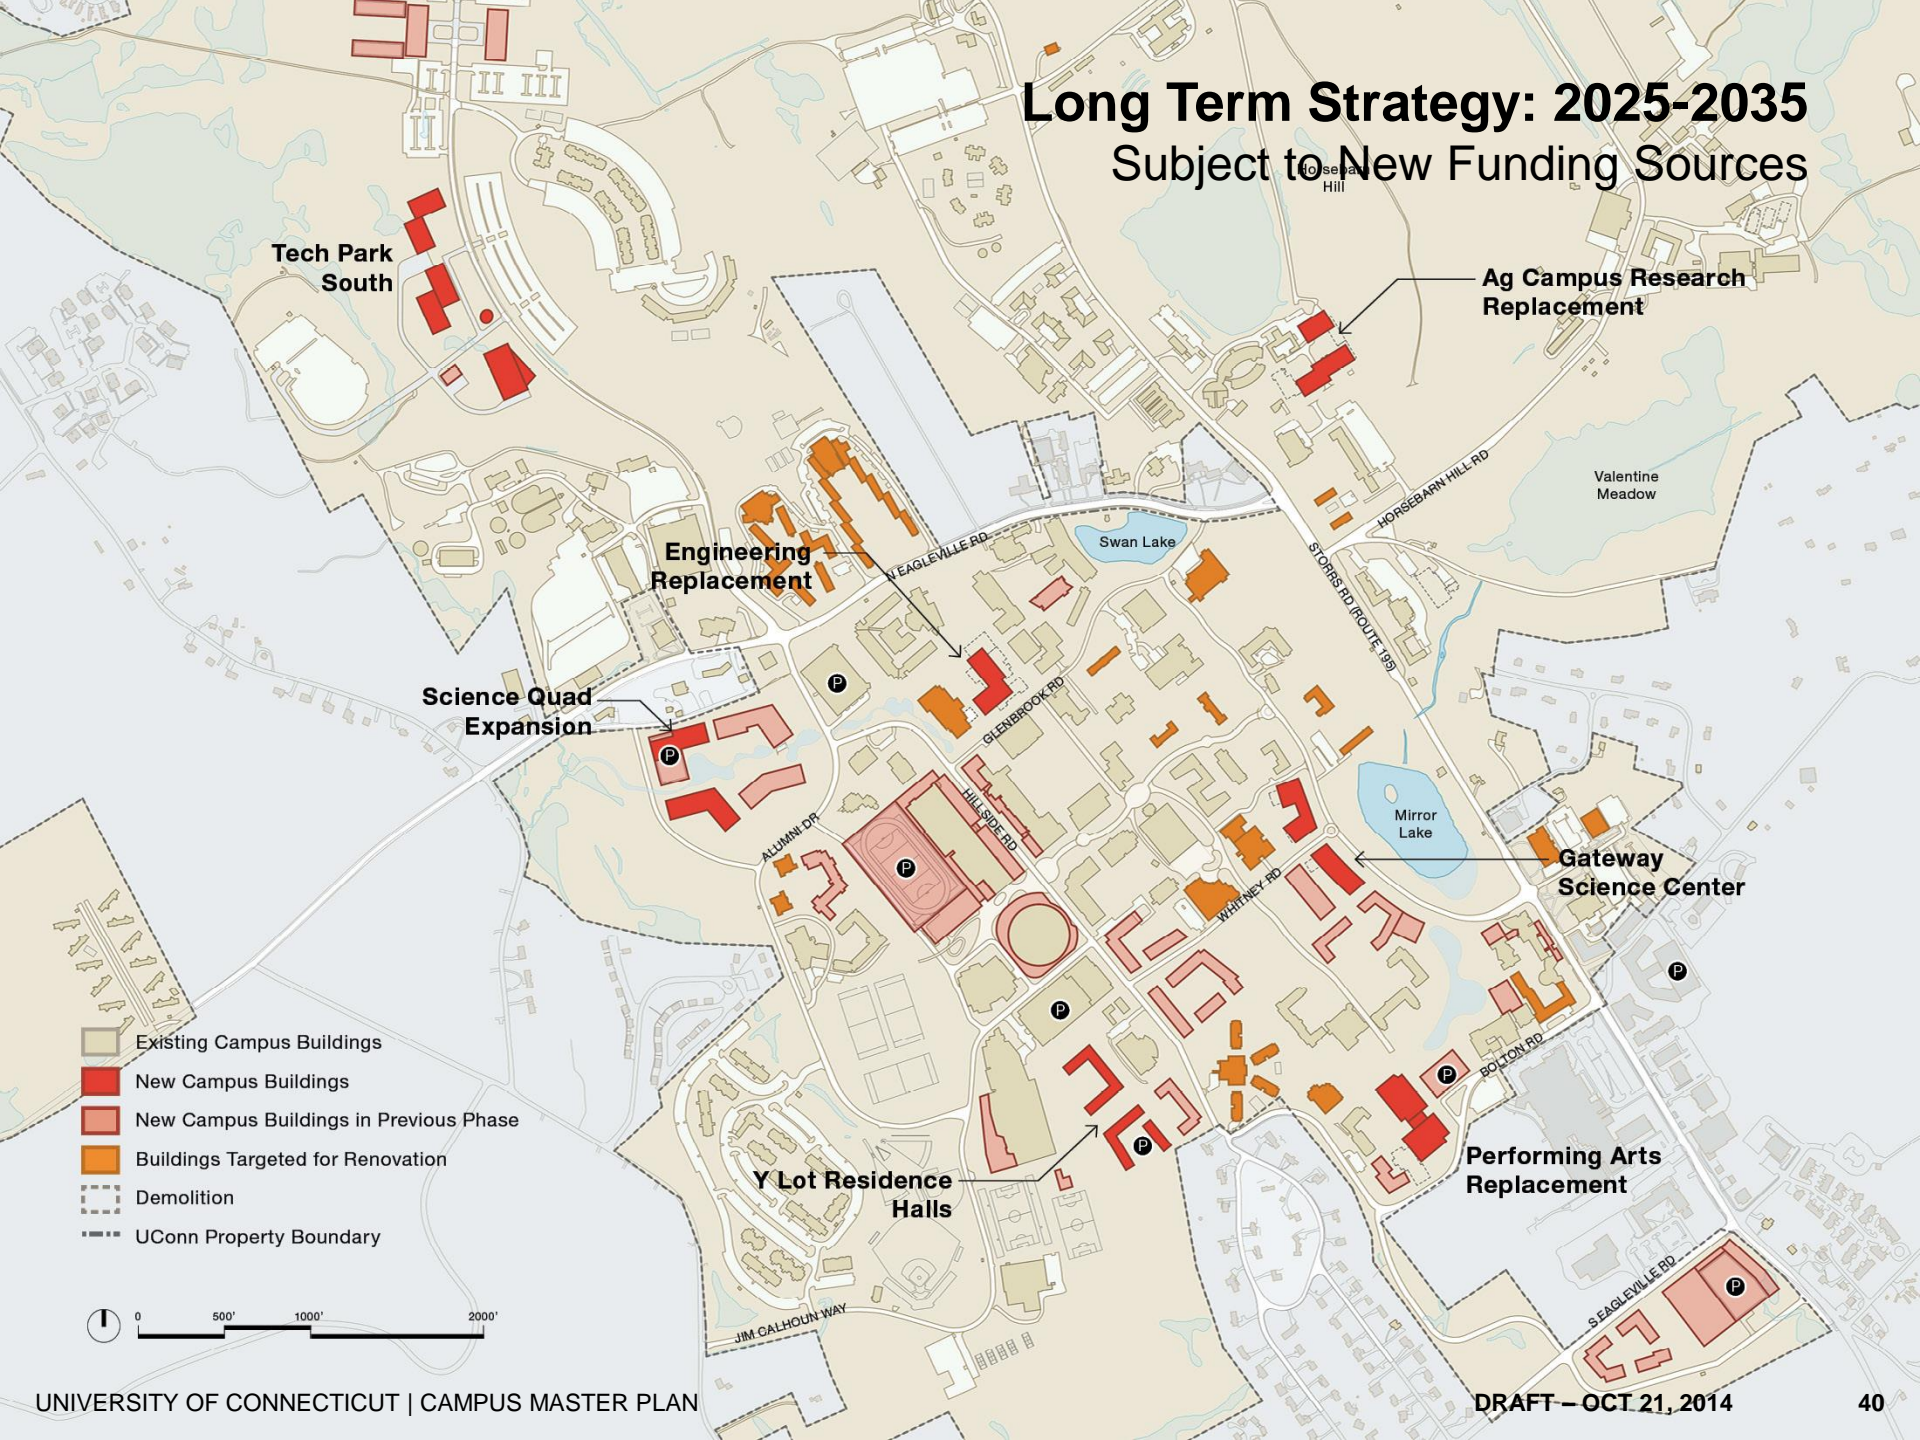 Long Term Strategy: 2025-2035
Subject to New Funding Sources
Horsebarn
Hill
Tech Park
South
Ag Campus Research
Replacement
Valentine
Meadow
HORSEBARN HILL RD
Swan Lake
N EAGLEVILLE RD
STORRS RD (ROUTE 195)
Engineering
Replacement
GLENBROOK RD
Science Quad
Expansion
P
P
HILLSIDE RD
ALUMNI DR
Mirror
Lake
P
WHITNEY RD
Gateway
Science Center
P
P
BOLTON RD
P
P
Y Lot Residence
Halls
Performing Arts
Replacement
S EAGLEVILLE RD
P
JIM CALHOUN WAY
Existing Campus Buildings
New Campus Buildings
New Campus Buildings in Previous Phase
Buildings Targeted for Renovation
Demolition
UConn Property Boundary
0 500' 1000' 2000'
UNIVERSITY OF CONNECTICUT | CAMPUS MASTER PLAN
DRAFT – OCT 21, 2014
40